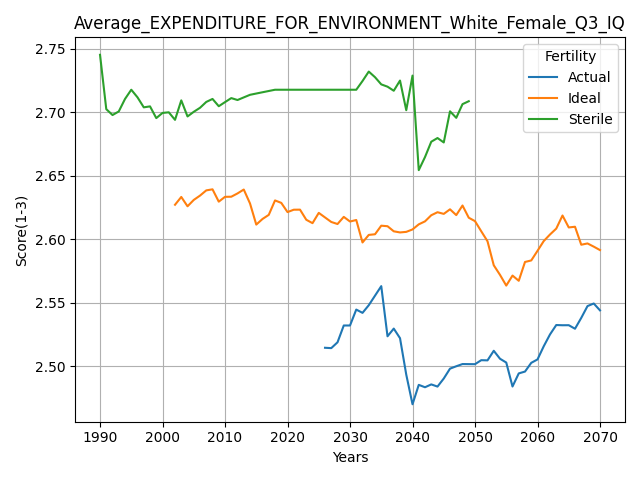 Average_EXPENDITURE_FOR_ENVIRONMENT_White_Female_Q3_IQ
Fertility
Actual
Ideal
Sterile
Score(1-3)
2.75
2.70
2.65
2.60
2.55
2.50
1990 2000 2010 2020 2030 2040 2050 2060 2070
Years